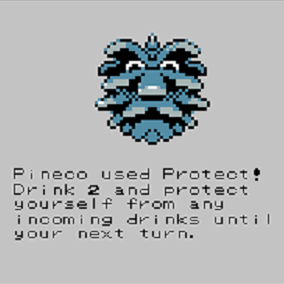 Pineco used Protect!
Drink 2 and protect
yourself from any
incoming drinks until
your next turn.